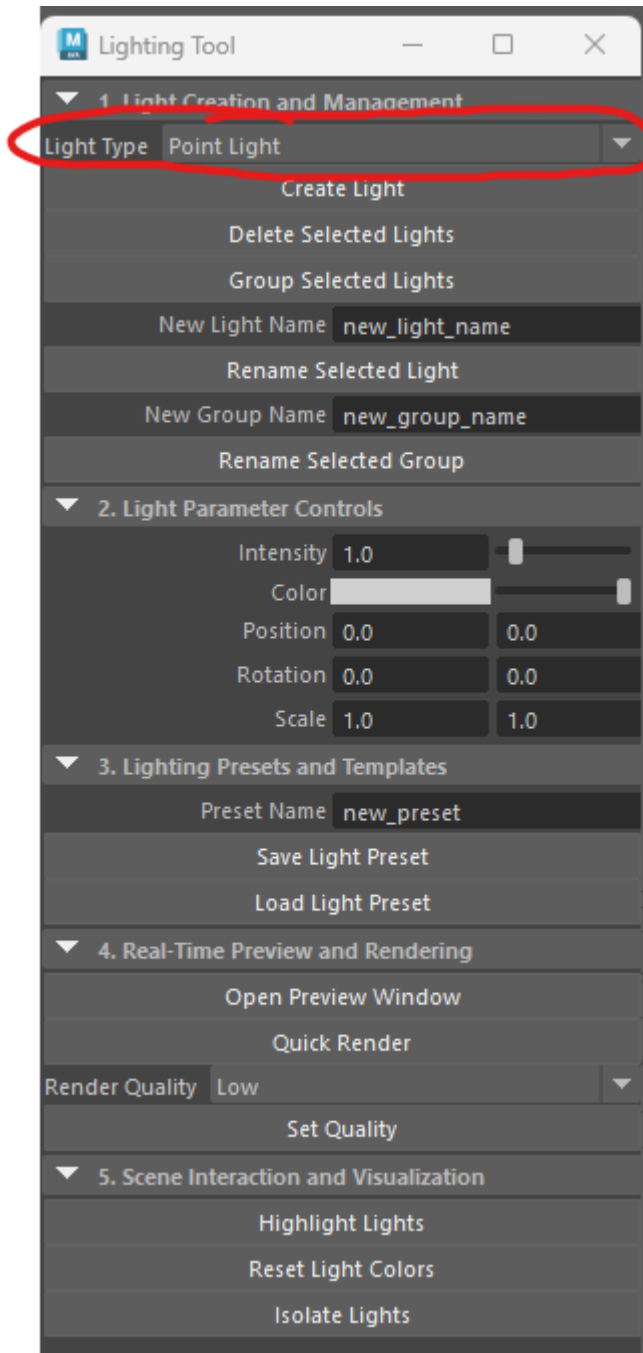 Lighting Tool
1. Light Creation and Management
Light Type Point Light
Create Light
Delete Selected Lights
Group Selected Lights
New Light Name new_light_name
Rename Selected Light
New Group Name new_group_name
Rename Selected Group
2. Light Parameter Controls
Intensity 1.0
Color
Position 0.0 0.0
Rotation 0.0 0.0
Scale 1.0 1.0
3. Lighting Presets and Templates
Preset Name new_preset
Save Light Preset
Load Light Preset
4. Real-Time Preview and Rendering
Open Preview Window
Quick Render
Render Quality Low
Set Quality
5. Scene Interaction and Visualization
Highlight Lights
Reset Light Colors
Isolate Lights